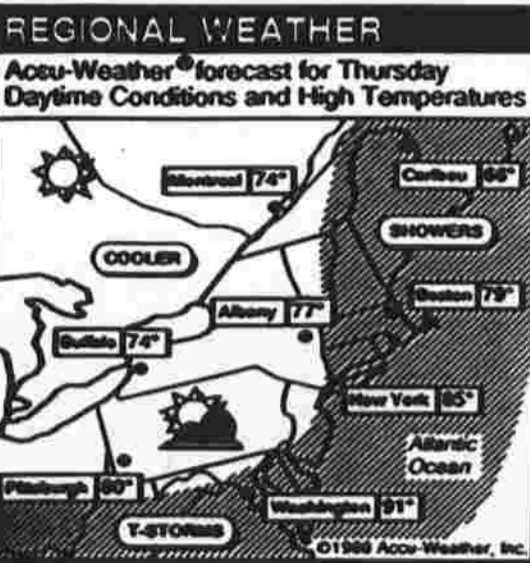 REGIONAL WEATHER
Accu-Weather® forecast for Thursday
Daytime Conditions and High Temperatures
Montreal 74°
Caribou 66°
SHOWERS
COOLER
Boston 79°
Albany 77°
Buffalo 74°
New York 85°
Atlantic
Ocean
Pittsburgh 80°
Washington 91°
T-STORMS
Accu-Weather, Inc.